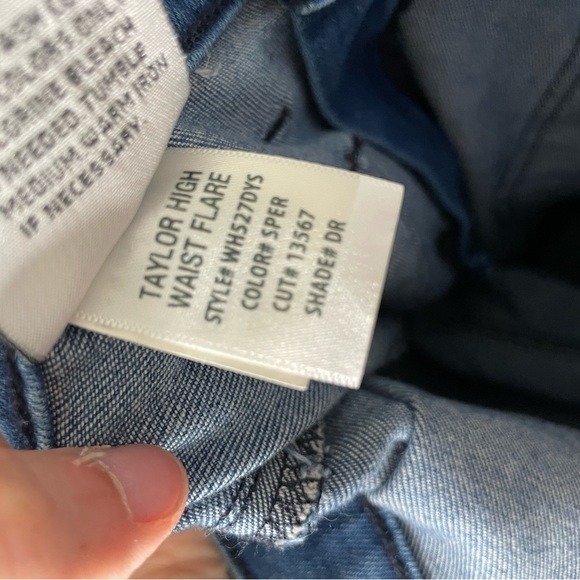 BLEACH
NEEDED TUMBLE
MEDIUM. WARM IRON
IF NECESSARY.
TAYLOR HIGH
WAIST FLARE
STYLE# WH527DYS
COLOR# SPER
CUT# 13567
SHADE# DR